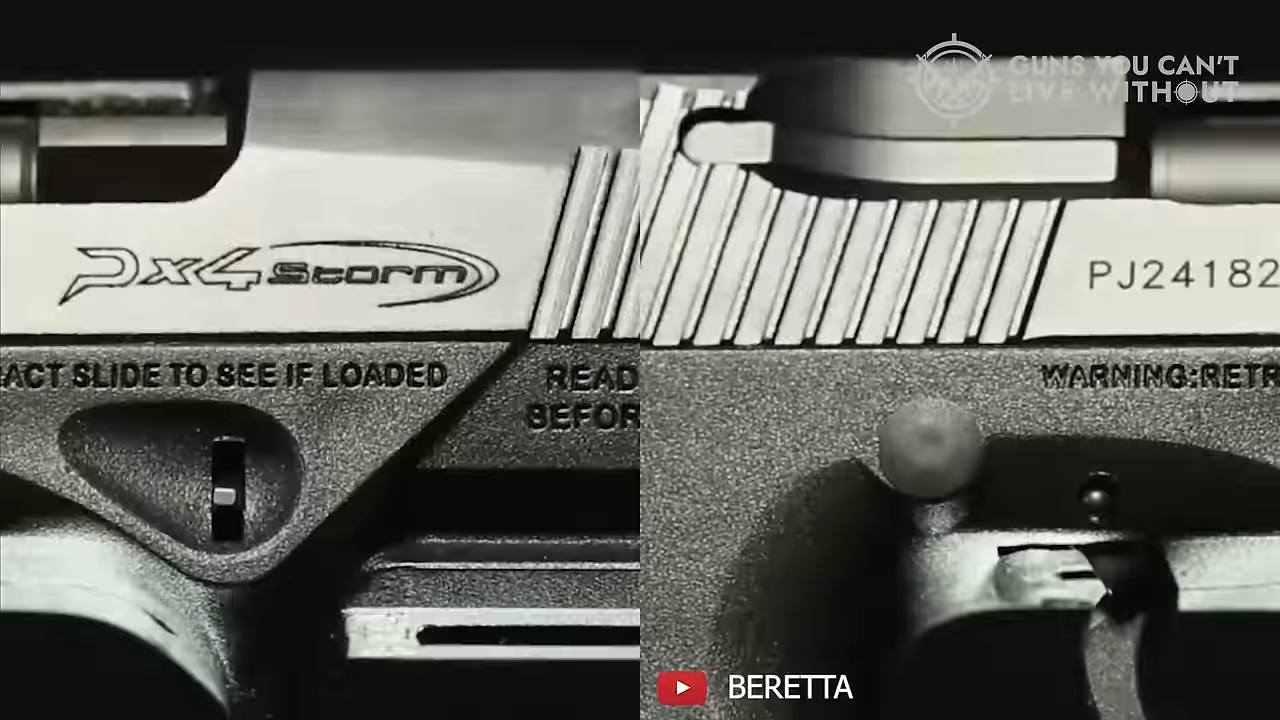 GUNS YOU CAN'T
LIVE WITHOUT
Px4 Storm
PJ24182
ACT SLIDE TO SEE IF LOADED
READ
BEFOR
WARNING:RETR
BERETTA